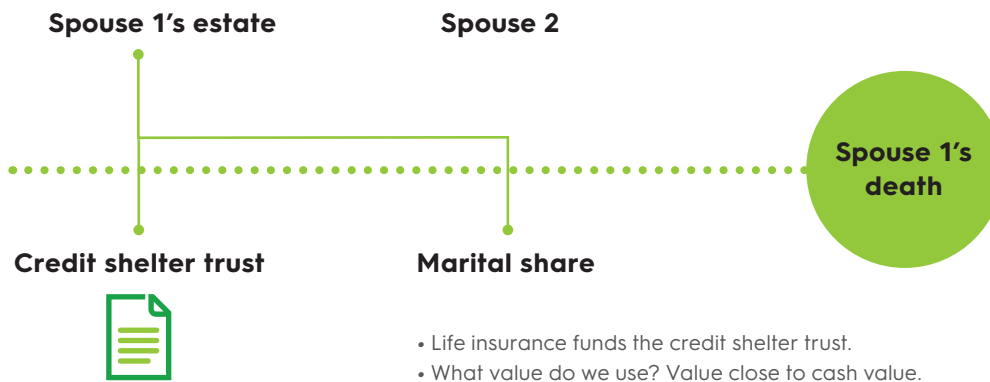 Spouse 1’s estate
Spouse 2
Spouse 1’s
death
Credit shelter trust
Marital share
• Life insurance funds the credit shelter trust.
• What value do we use? Value close to cash value.